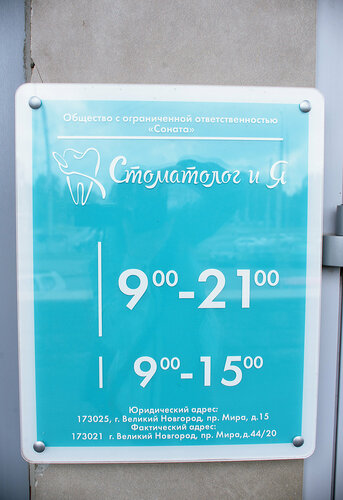 Общество с ограниченной ответственностью
«Соната»
Стоматолог и Я
9⁰⁰-21⁰⁰
9⁰⁰-15⁰⁰
Юридический адрес:
173025, г. Великий Новгород, пр. Мира, д.15
Фактический адрес:
173021 г. Великий Новгород, пр. Мира,д.44/20